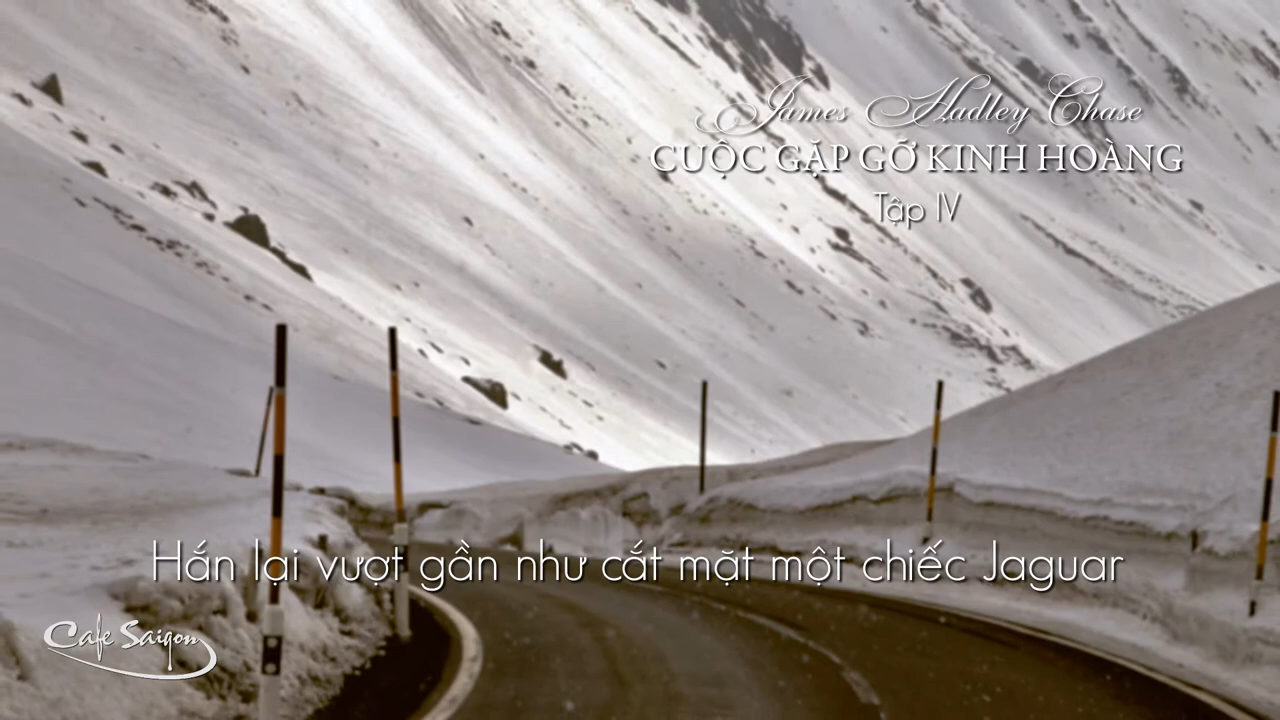 James Hadley Chase
CUỘC GẶP GỠ KINH HOÀNG
Tập IV
Hắn lại vượt gần như cắt mặt một chiếc Jaguar
Cafe Saigon